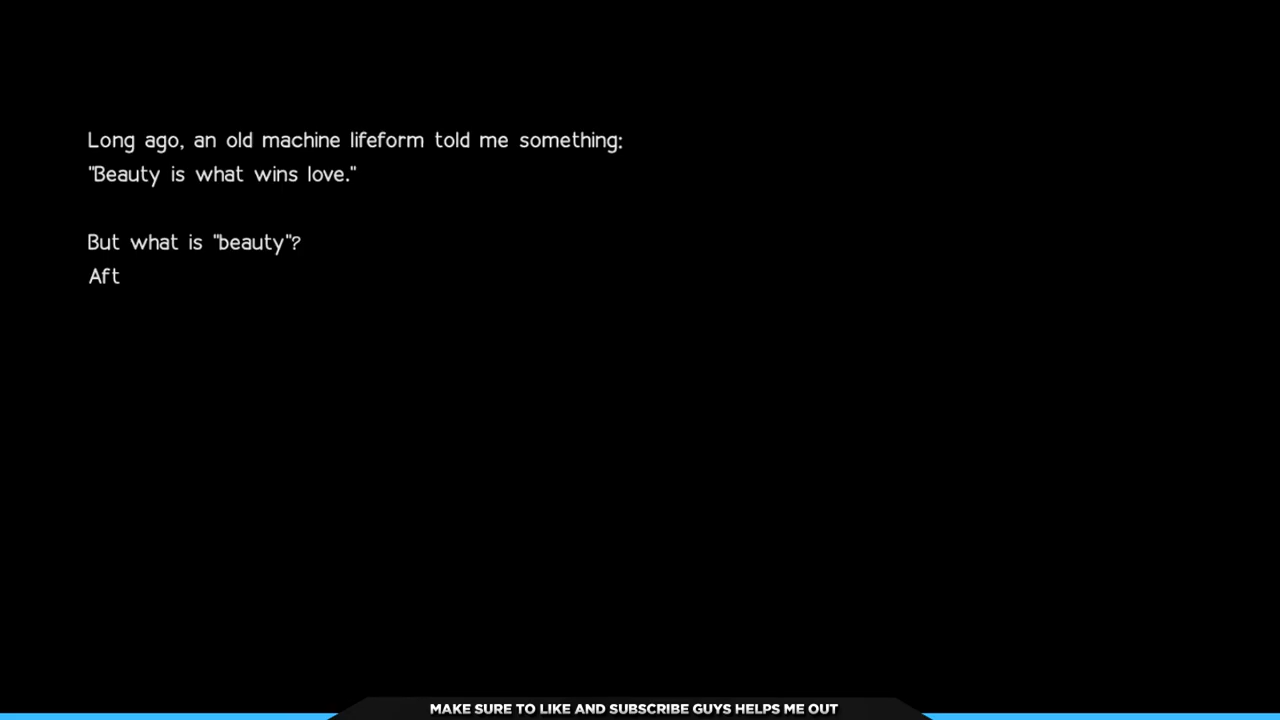 Long ago, an old machine lifeform told me something:
"Beauty is what wins love."
But what is "beauty"?
Aft
MAKE SURE TO LIKE AND SUBSCRIBE GUYS HELPS ME OUT